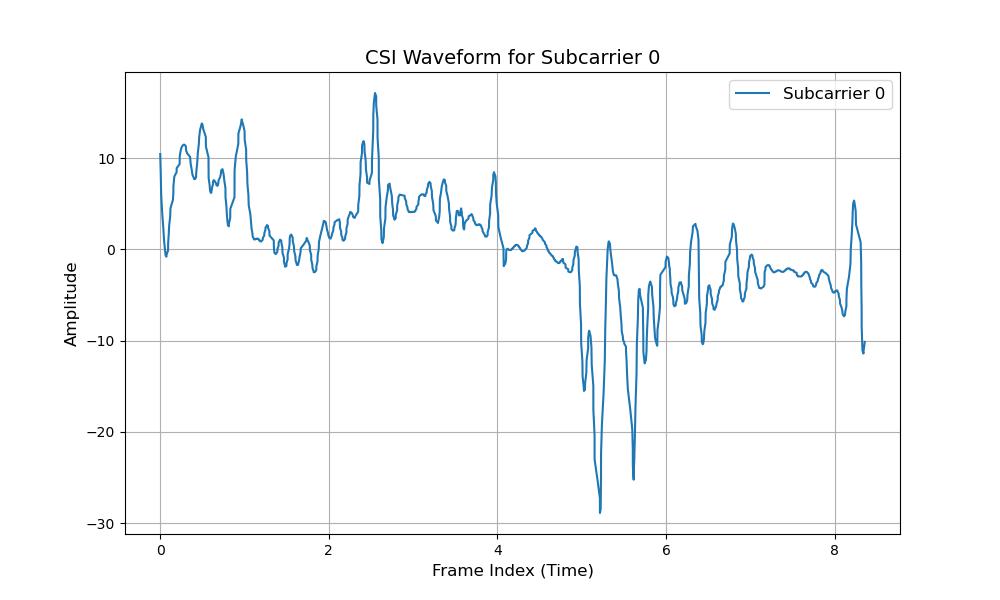 CSI Waveform for Subcarrier 0
Subcarrier 0
Amplitude
10
0
−10
−20
−30
0 2 4 6 8
Frame Index (Time)